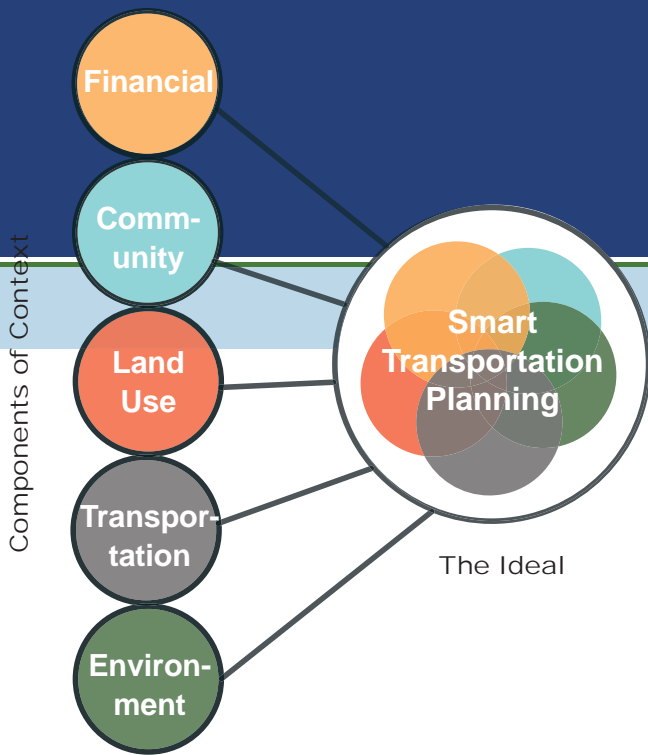 Components of Context
Financial
Comm-
unity
Land
Use
Transpor-
tation
Environ-
ment
Smart
Transportation
Planning
The Ideal